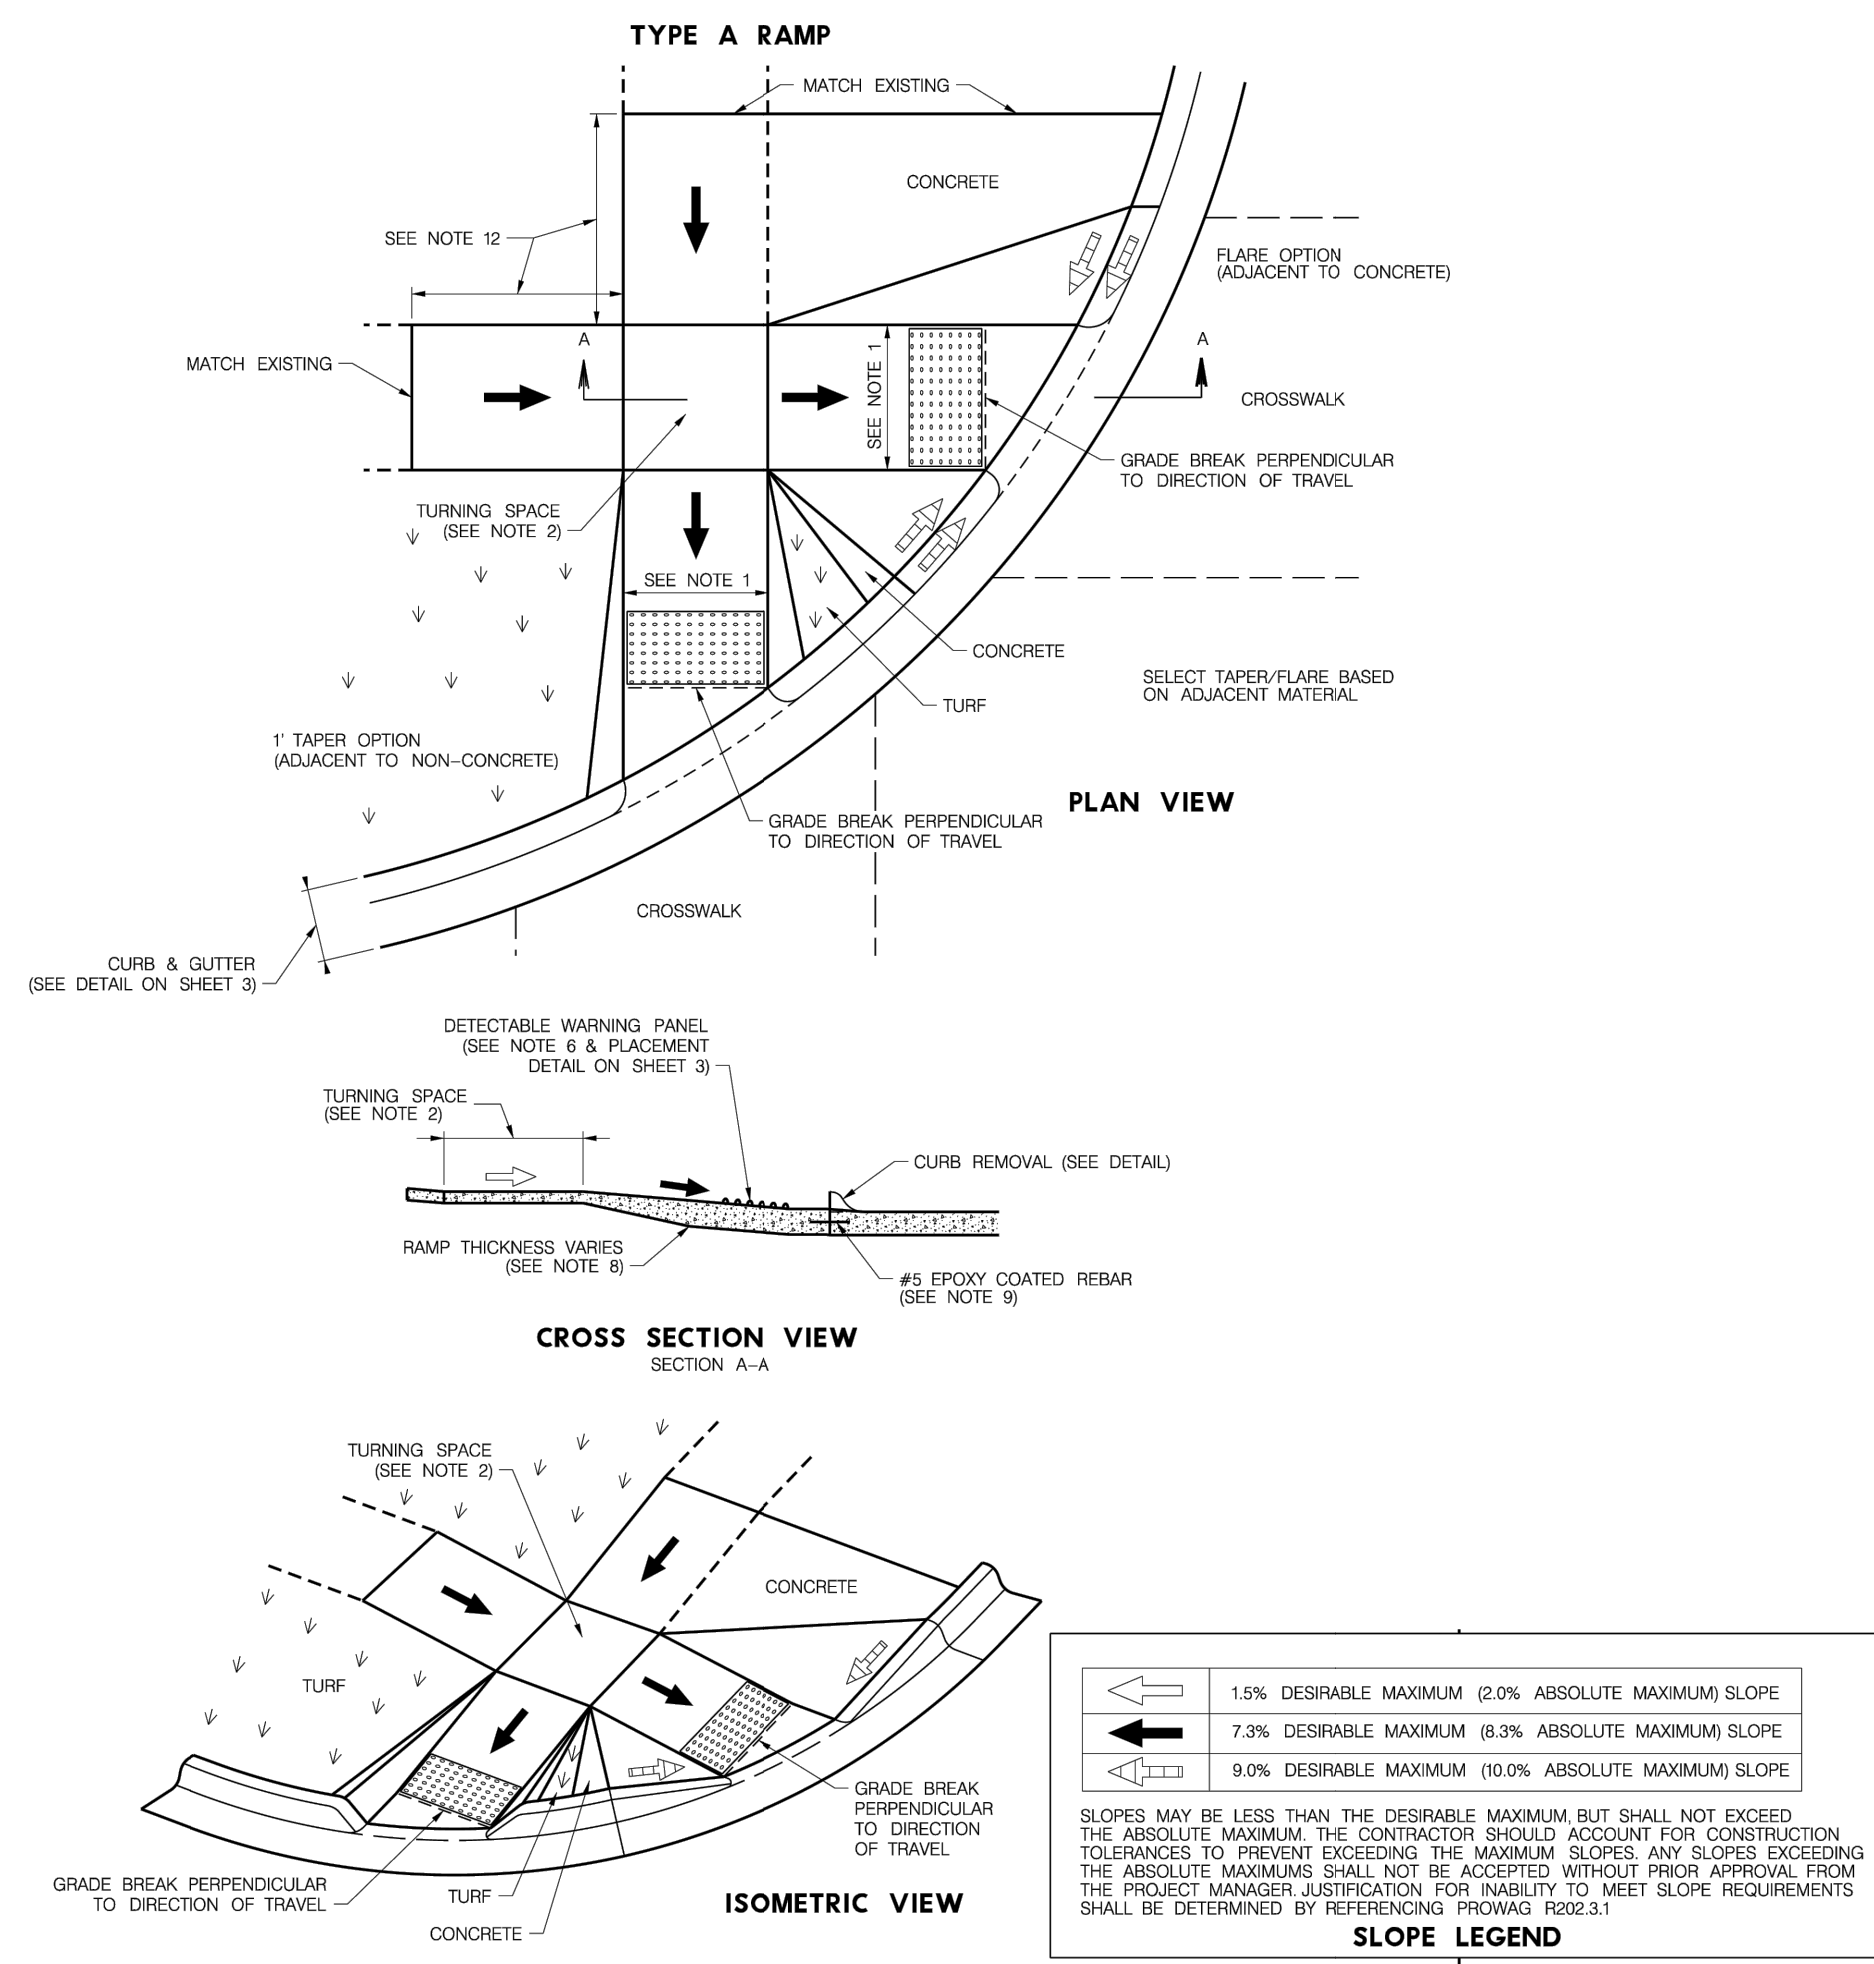 TYPE A RAMP
MATCH EXISTING
CONCRETE
SEE NOTE 12
FLARE OPTION
(ADJACENT TO CONCRETE)
A
A
MATCH EXISTING
SEE NOTE 1
CROSSWALK
GRADE BREAK PERPENDICULAR
TO DIRECTION OF TRAVEL
TURNING SPACE
(SEE NOTE 2)
SEE NOTE 1
CONCRETE
SELECT TAPER/FLARE BASED
ON ADJACENT MATERIAL
TURF
1' TAPER OPTION
(ADJACENT TO NON-CONCRETE)
PLAN VIEW
GRADE BREAK PERPENDICULAR
TO DIRECTION OF TRAVEL
CROSSWALK
CURB & GUTTER
(SEE DETAIL ON SHEET 3)
DETECTABLE WARNING PANEL
(SEE NOTE 6 & PLACEMENT
DETAIL ON SHEET 3)
TURNING SPACE
(SEE NOTE 2)
CURB REMOVAL (SEE DETAIL)
RAMP THICKNESS VARIES
(SEE NOTE 8)
#5 EPOXY COATED REBAR
(SEE NOTE 9)
CROSS SECTION VIEW
SECTION A-A
TURNING SPACE
(SEE NOTE 2)
CONCRETE
TURF
GRADE BREAK
PERPENDICULAR
TO DIRECTION
OF TRAVEL
GRADE BREAK PERPENDICULAR
TO DIRECTION OF TRAVEL
TURF
CONCRETE
ISOMETRIC VIEW
1.5% DESIRABLE MAXIMUM (2.0% ABSOLUTE MAXIMUM) SLOPE
7.3% DESIRABLE MAXIMUM (8.3% ABSOLUTE MAXIMUM) SLOPE
9.0% DESIRABLE MAXIMUM (10.0% ABSOLUTE MAXIMUM) SLOPE
SLOPES MAY BE LESS THAN THE DESIRABLE MAXIMUM, BUT SHALL NOT EXCEED
THE ABSOLUTE MAXIMUM. THE CONTRACTOR SHOULD ACCOUNT FOR CONSTRUCTION
TOLERANCES TO PREVENT EXCEEDING THE MAXIMUM SLOPES. ANY SLOPES EXCEEDING
THE ABSOLUTE MAXIMUMS SHALL NOT BE ACCEPTED WITHOUT PRIOR APPROVAL FROM
THE PROJECT MANAGER. JUSTIFICATION FOR INABILITY TO MEET SLOPE REQUIREMENTS
SHALL BE DETERMINED BY REFERENCING PROWAG R202.3.1
SLOPE LEGEND